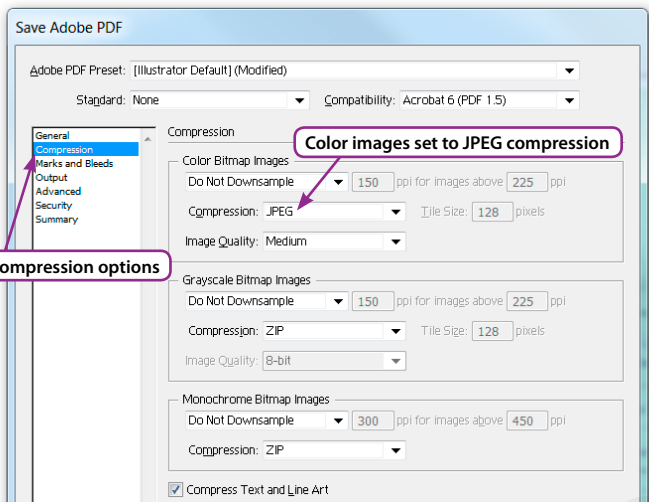 Save Adobe PDF
Adobe PDF Preset: [Illustrator Default] (Modified)
Standard: None Compatibility: Acrobat 6 (PDF 1.5)
General
Compression
Marks and Bleeds
Output
Advanced
Security
Summary
Compression
Color images set to JPEG compression
Color Bitmap Images
Do Not Downsample 150 ppi for images above 225 ppi
Compression: JPEG Tile Size: 128 pixels
Image Quality: Medium
ompression options
Grayscale Bitmap Images
Do Not Downsample 150 ppi for images above 225 ppi
Compression: ZIP Tile Size: 128 pixels
Image Quality: 8-bit
Monochrome Bitmap Images
Do Not Downsample 300 ppi for images above 450 ppi
Compression: ZIP
Compress Text and Line Art